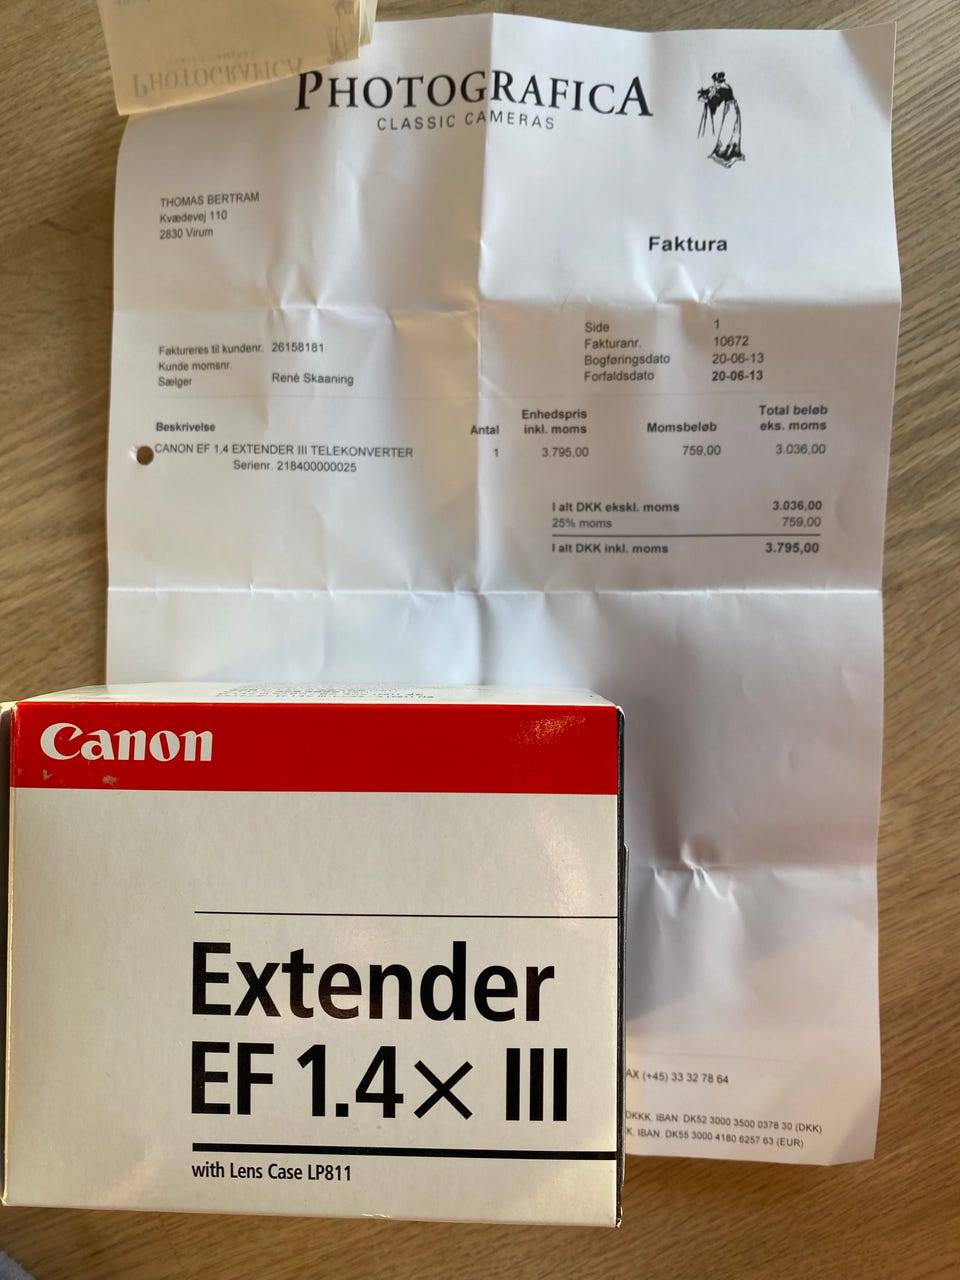 PHOTOGRAFICA
CLASSIC CAMERAS
THOMAS BERTRAM
Kvædevej 110
2830 Virum
Faktura
Side 1
Fakturanr. 10672
Bogføringsdato 20-06-13
Forfaldsdato 20-06-13
Faktureres til kundenr. 26158181
Kunde momsnr.
Sælger Renè Skaaning
Beskrivelse Antal Enhedspris inkl. moms Momsbeløb Total beløb eks. moms
CANON EF 1,4 EXTENDER III TELEKONVERTER 1 3.795,00 759,00 3.036,00
Serienr. 218400000025
I alt DKK ekskl. moms 3.036,00
25% moms 759,00
I alt DKK inkl. moms 3.795,00
AX (+45) 33 32 78 64
DKKK, IBAN: DK52 3000 3500 0378 30 (DKK)
K, IBAN: DK55 3000 4180 6257 63 (EUR)
PHOTOGRAFICA
Canon
Extender
EF 1.4× III
with Lens Case LP811